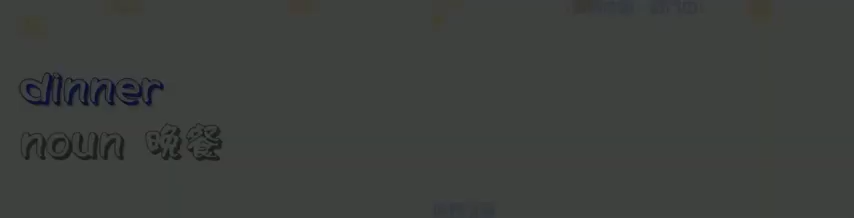 dinner
noun 晚餐